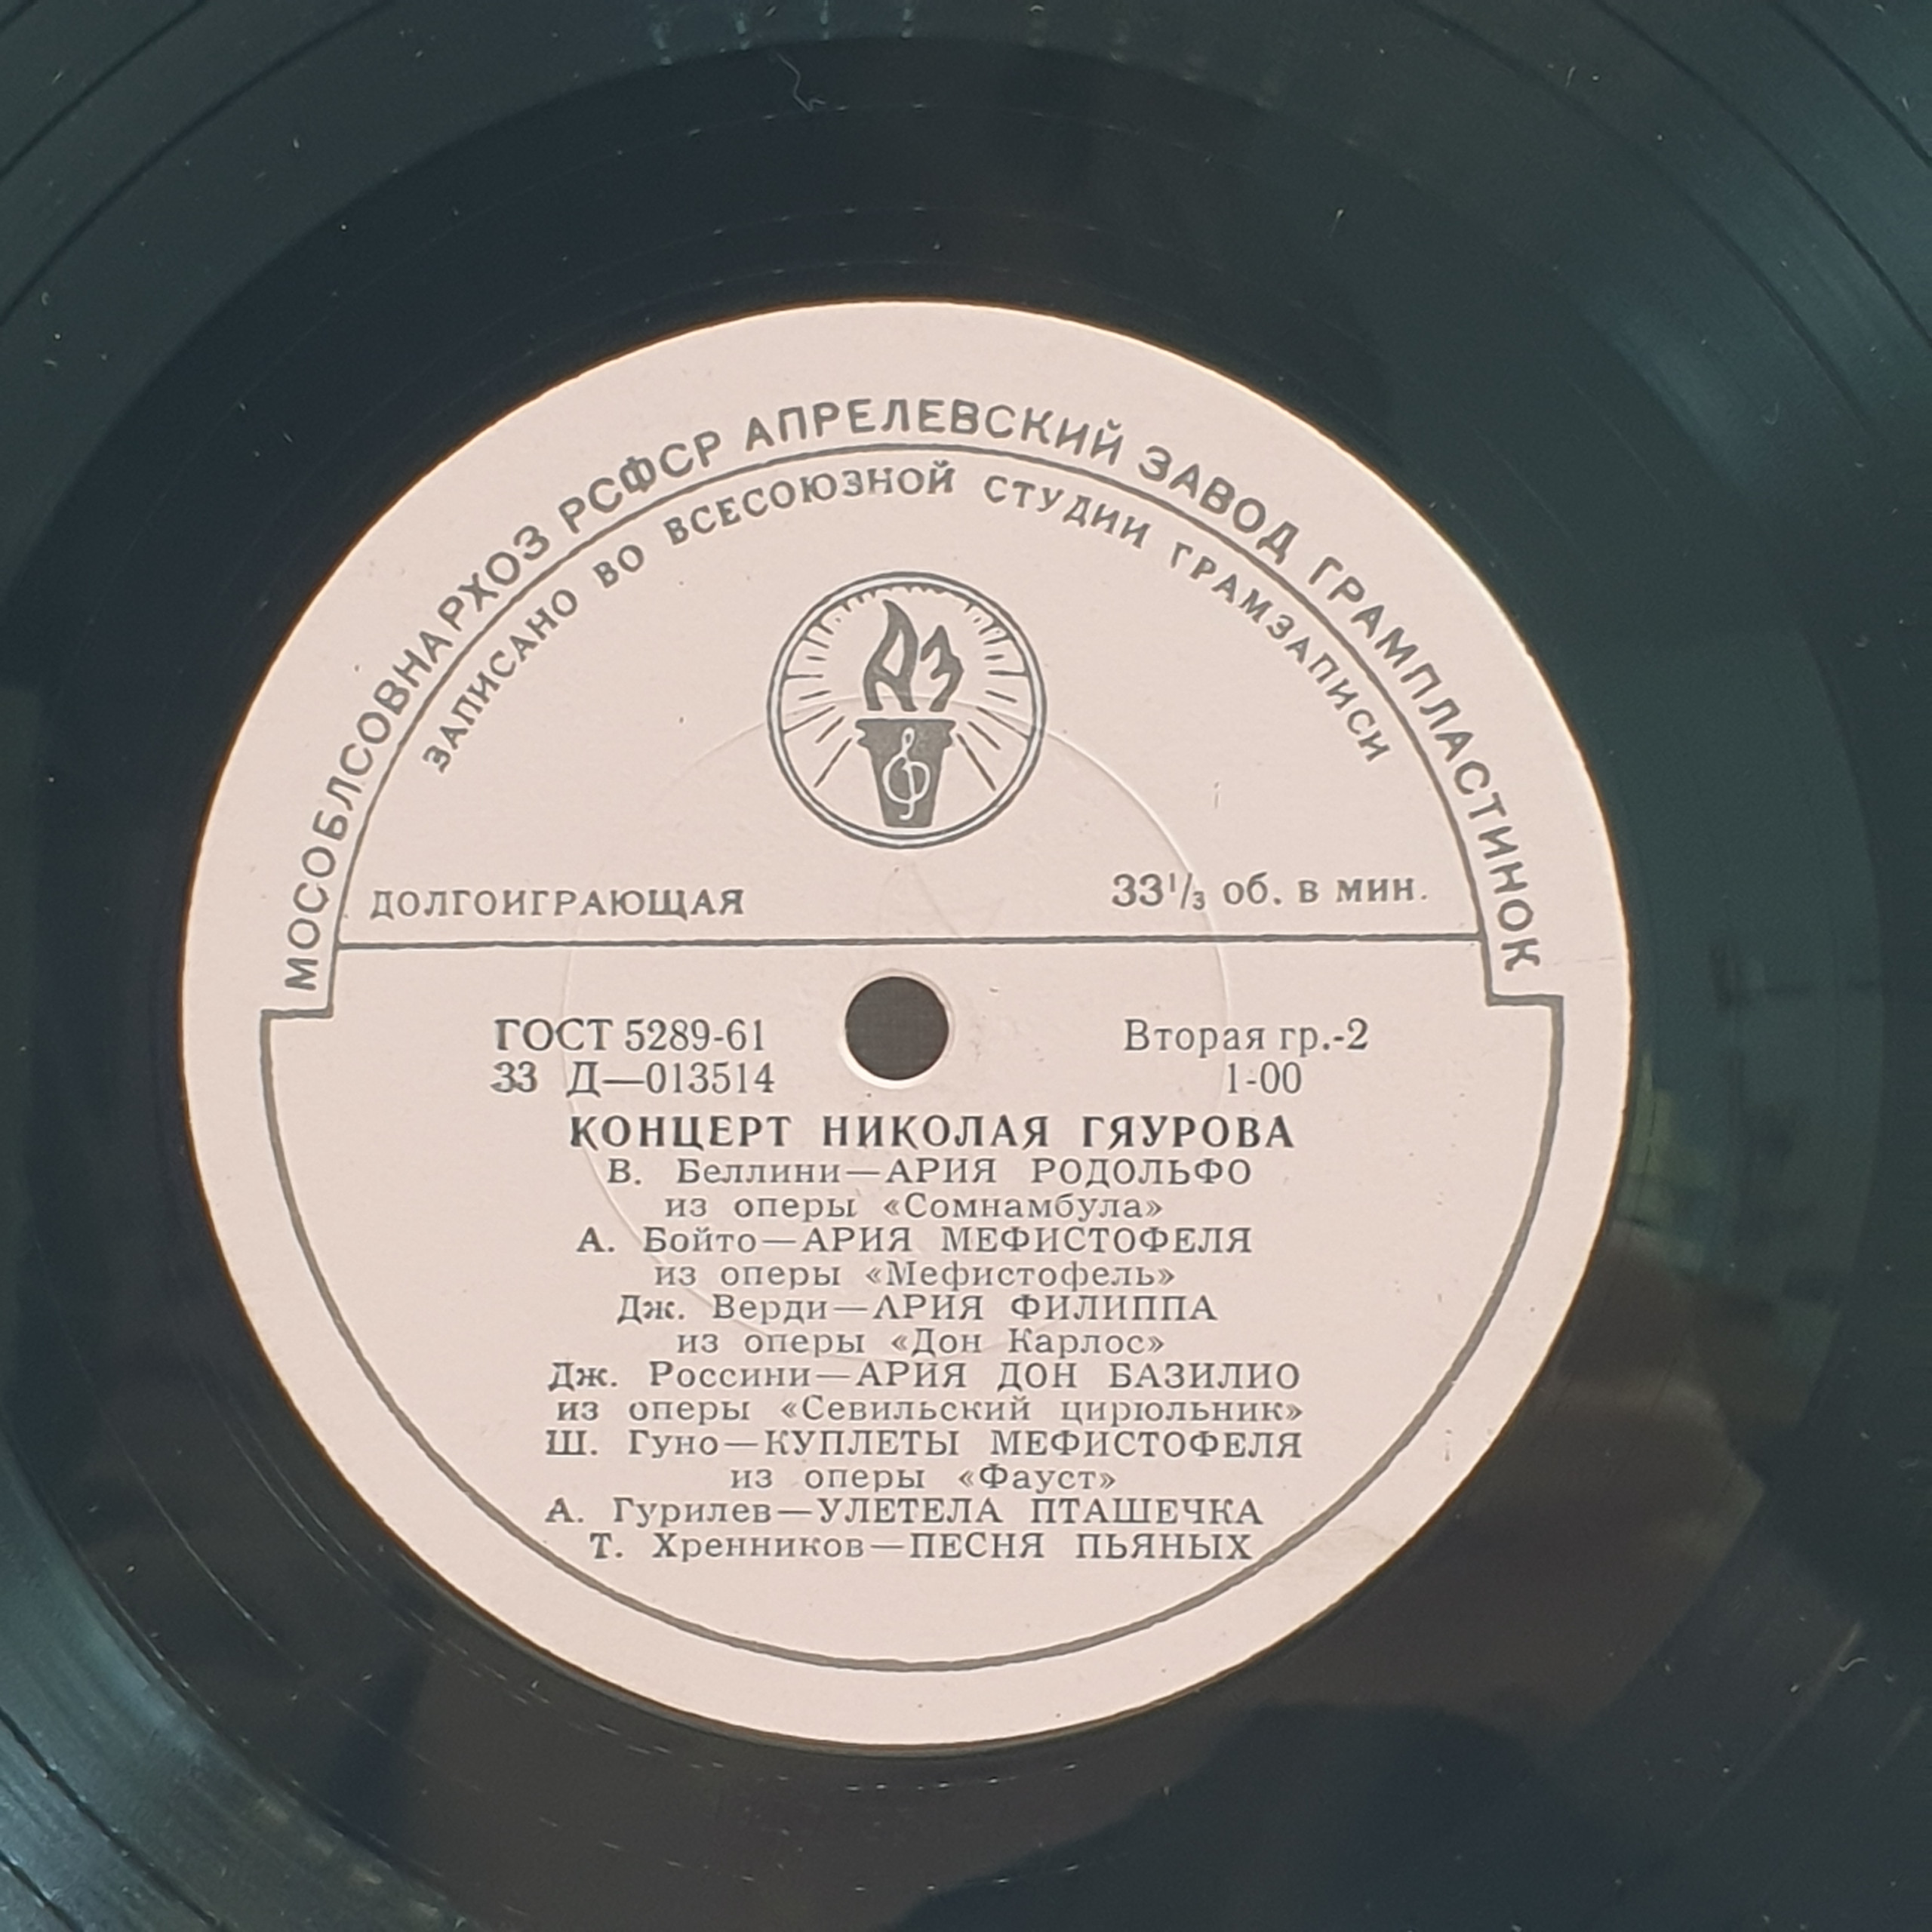 МОСОБЛСОВНАРХОЗ РСФСР АПРЕЛЕВСКИЙ ЗАВОД ГРАМПЛАСТИНОК
ЗАПИСАНО ВО ВСЕСОЮЗНОЙ СТУДИИ ГРАМЗАПИСИ
АЗ
ДОЛГОИГРАЮЩАЯ 33⅓ об. в мин.
ГОСТ 5289-61 Вторая гр.-2
33 Д—013514 1-00
КОНЦЕРТ НИКОЛАЯ ГЯУРОВА
В. Беллини—АРИЯ РОДОЛЬФО
из оперы «Сомнамбула»
А. Бойто—АРИЯ МЕФИСТОФЕЛЯ
из оперы «Мефистофель»
Дж. Верди—АРИЯ ФИЛИППА
из оперы «Дон Карлос»
Дж. Россини—АРИЯ ДОН БАЗИЛИО
из оперы «Севильский цирюльник»
Ш. Гуно—КУПЛЕТЫ МЕФИСТОФЕЛЯ
из оперы «Фауст»
А. Гурилев—УЛЕТЕЛА ПТАШЕЧКА
Т. Хренников—ПЕСНЯ ПЬЯНЫХ